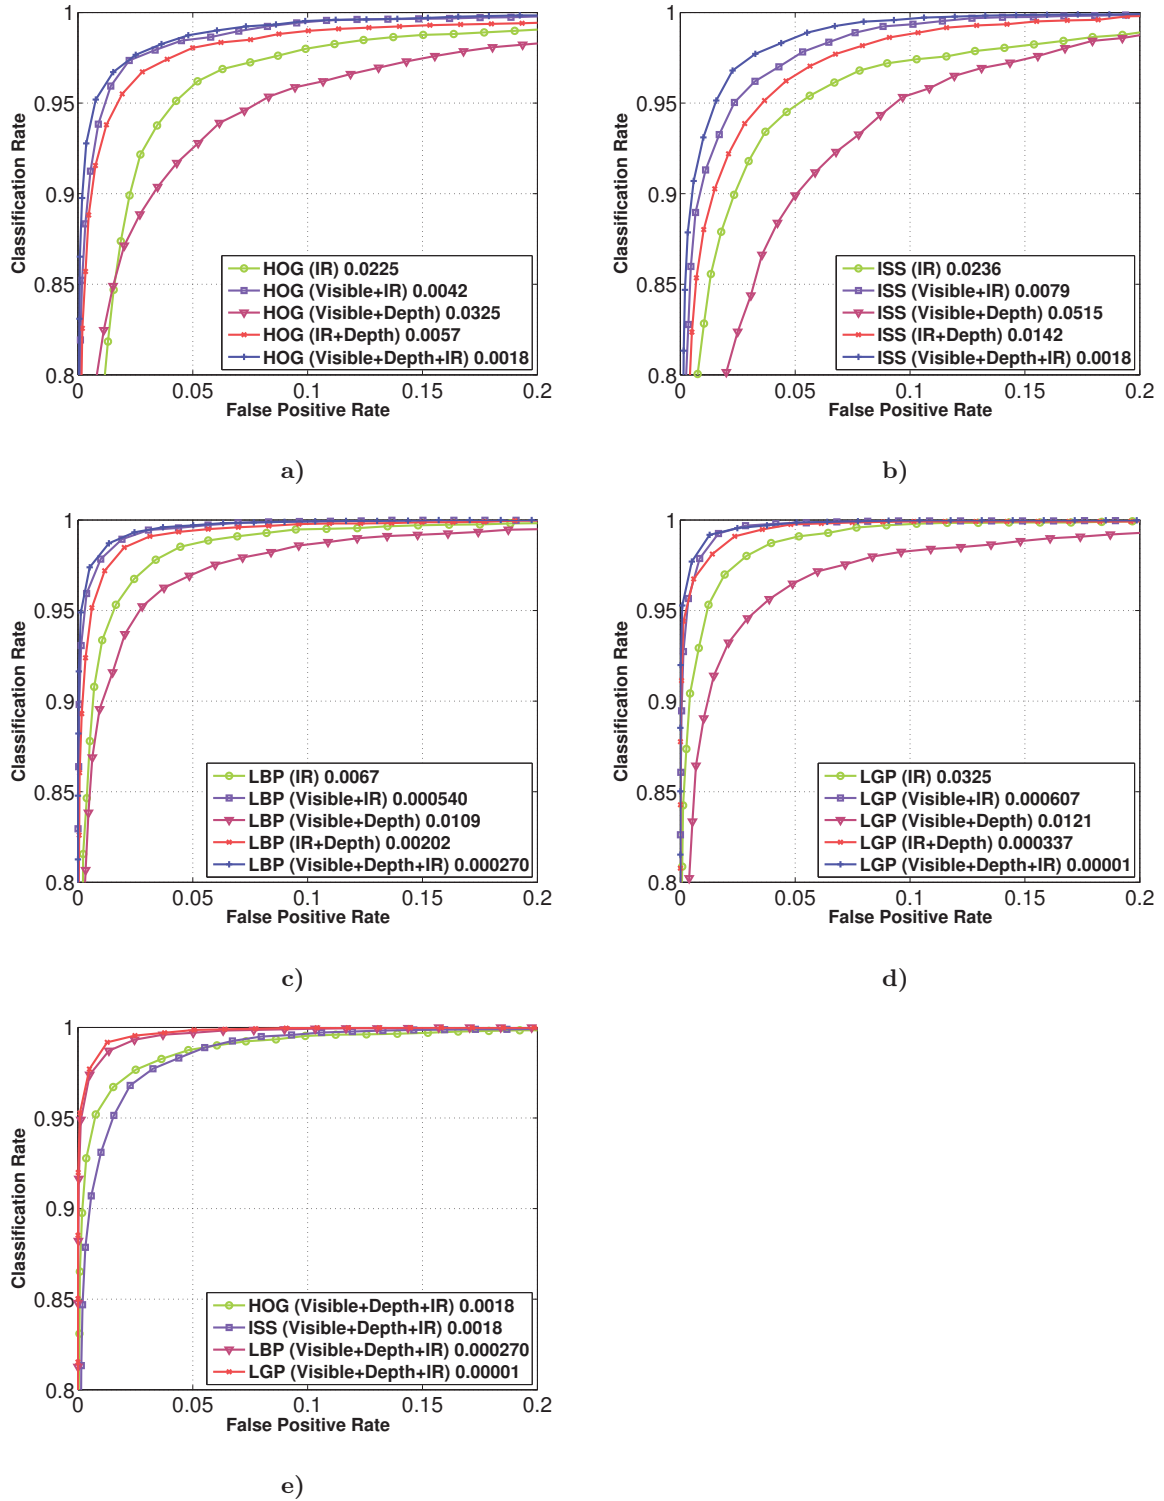 1
0.95
0.9
0.85
0.8
Classification Rate
HOG (IR) 0.0225
HOG (Visible+IR) 0.0042
HOG (Visible+Depth) 0.0325
HOG (IR+Depth) 0.0057
HOG (Visible+Depth+IR) 0.0018
0 0.05 0.1 0.15 0.2
False Positive Rate
a)
1
0.95
0.9
0.85
0.8
Classification Rate
ISS (IR) 0.0236
ISS (Visible+IR) 0.0079
ISS (Visible+Depth) 0.0515
ISS (IR+Depth) 0.0142
ISS (Visible+Depth+IR) 0.0018
0 0.05 0.1 0.15 0.2
False Positive Rate
b)
1
0.95
0.9
0.85
0.8
Classification Rate
LBP (IR) 0.0067
LBP (Visible+IR) 0.000540
LBP (Visible+Depth) 0.0109
LBP (IR+Depth) 0.00202
LBP (Visible+Depth+IR) 0.000270
0 0.05 0.1 0.15 0.2
False Positive Rate
c)
1
0.95
0.9
0.85
0.8
Classification Rate
LGP (IR) 0.0325
LGP (Visible+IR) 0.000607
LGP (Visible+Depth) 0.0121
LGP (IR+Depth) 0.000337
LGP (Visible+Depth+IR) 0.00001
0 0.05 0.1 0.15 0.2
False Positive Rate
d)
1
0.95
0.9
0.85
0.8
Classification Rate
HOG (Visible+Depth+IR) 0.0018
ISS (Visible+Depth+IR) 0.0018
LBP (Visible+Depth+IR) 0.000270
LGP (Visible+Depth+IR) 0.00001
0 0.05 0.1 0.15 0.2
False Positive Rate
e)